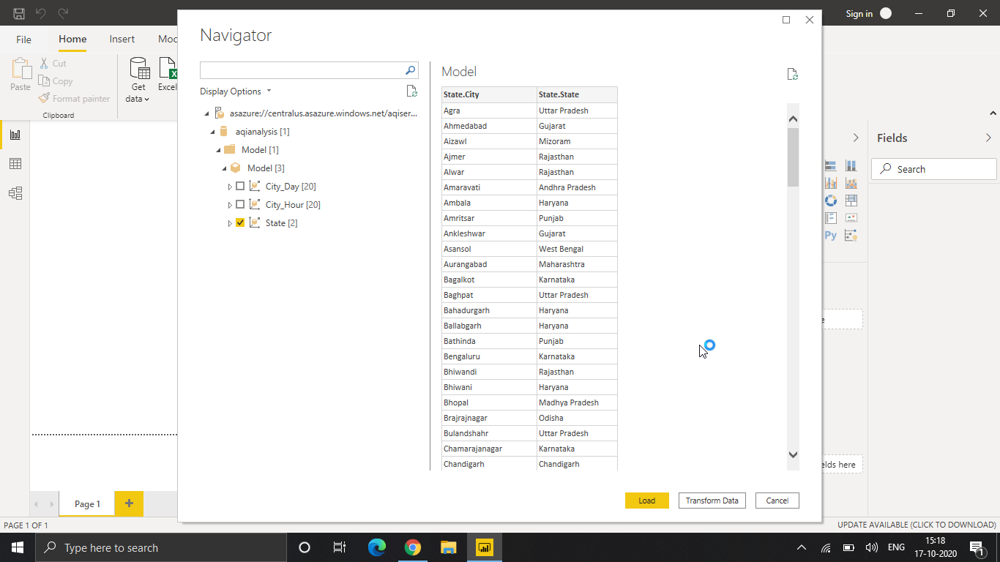 Sign in
File
Home
Insert
Mod
Paste
Cut
Copy
Format painter
Clipboard
Get
data
Excel
Navigator
Display Options
asazure://centralus.asazure.windows.net/aqiser...
aqianalysis [1]
Model [1]
Model [3]
City_Day [20]
City_Hour [20]
State [2]
Model
State.City State.State
Agra Uttar Pradesh
Ahmedabad Gujarat
Aizawl Mizoram
Ajmer Rajasthan
Alwar Rajasthan
Amaravati Andhra Pradesh
Ambala Haryana
Amritsar Punjab
Ankleshwar Gujarat
Asansol West Bengal
Aurangabad Maharashtra
Bagalkot Karnataka
Baghpat Uttar Pradesh
Bahadurgarh Haryana
Ballabgarh Haryana
Bathinda Punjab
Bengaluru Karnataka
Bhiwandi Rajasthan
Bhiwani Haryana
Bhopal Madhya Pradesh
Brajrajnagar Odisha
Bulandshahr Uttar Pradesh
Chamarajanagar Karnataka
Chandigarh Chandigarh
Load
Transform Data
Cancel
Fields
Search
Py
e
elds here
Page 1
PAGE 1 OF 1
UPDATE AVAILABLE (CLICK TO DOWNLOAD)
Type here to search
ENG
15:18
17-10-2020
1